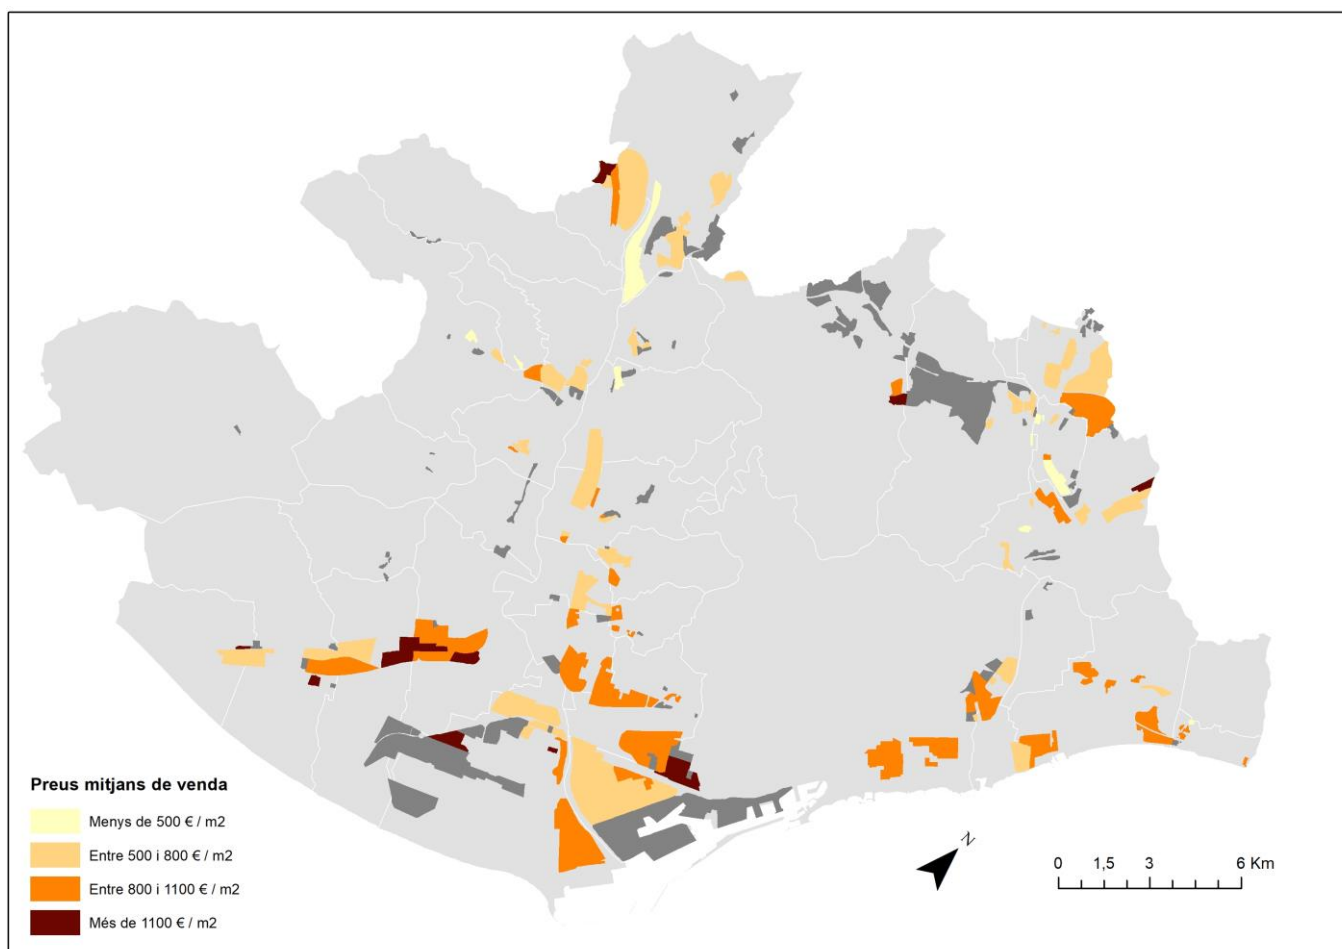 Preus mitjans de venda
Menys de 500 € / m2
Entre 500 i 800 € / m2
Entre 800 i 1100 € / m2
Més de 1100 € / m2
N
0 1,5 3 6 Km